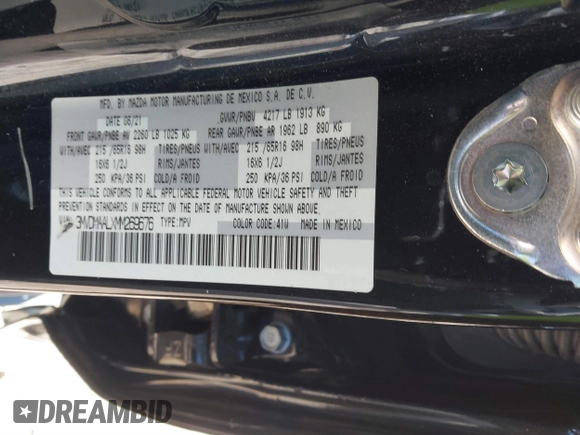 MFD. BY MAZDA MOTOR MANUFACTURING DE MEXICO S.A. DE C.V.
DATE 06/21 GVWR/PNBV 4217 LB 1913 KG
FRONT GAWR/PNBE AV 2260 LB 1025 KG REAR GAWR/PNBE AR 1962 LB 890 KG
WITH/AVEC 215 /65R16 98H TIRES/PNEUS WITH/AVEC 215 /65R16 98H TIRES/PNEUS
16X6 1/2J RIMS/JANTES 16X6 1/2J RIMS/JANTES
250 KPA/36 PSI COLD/A FROID 250 KPA/36 PSI COLD/A FROID
THIS VEHICLE CONFORMS TO ALL APPLICABLE FEDERAL MOTOR VEHICLE SAFETY AND THEFT PREVENTION
STANDARDS IN EFFECT ON THE DATE OF MANUFACTURE SHOWN ABOVE.
TYPE: MPV COLOR CODE: 41U MADE IN MEXICO
DREAMBID